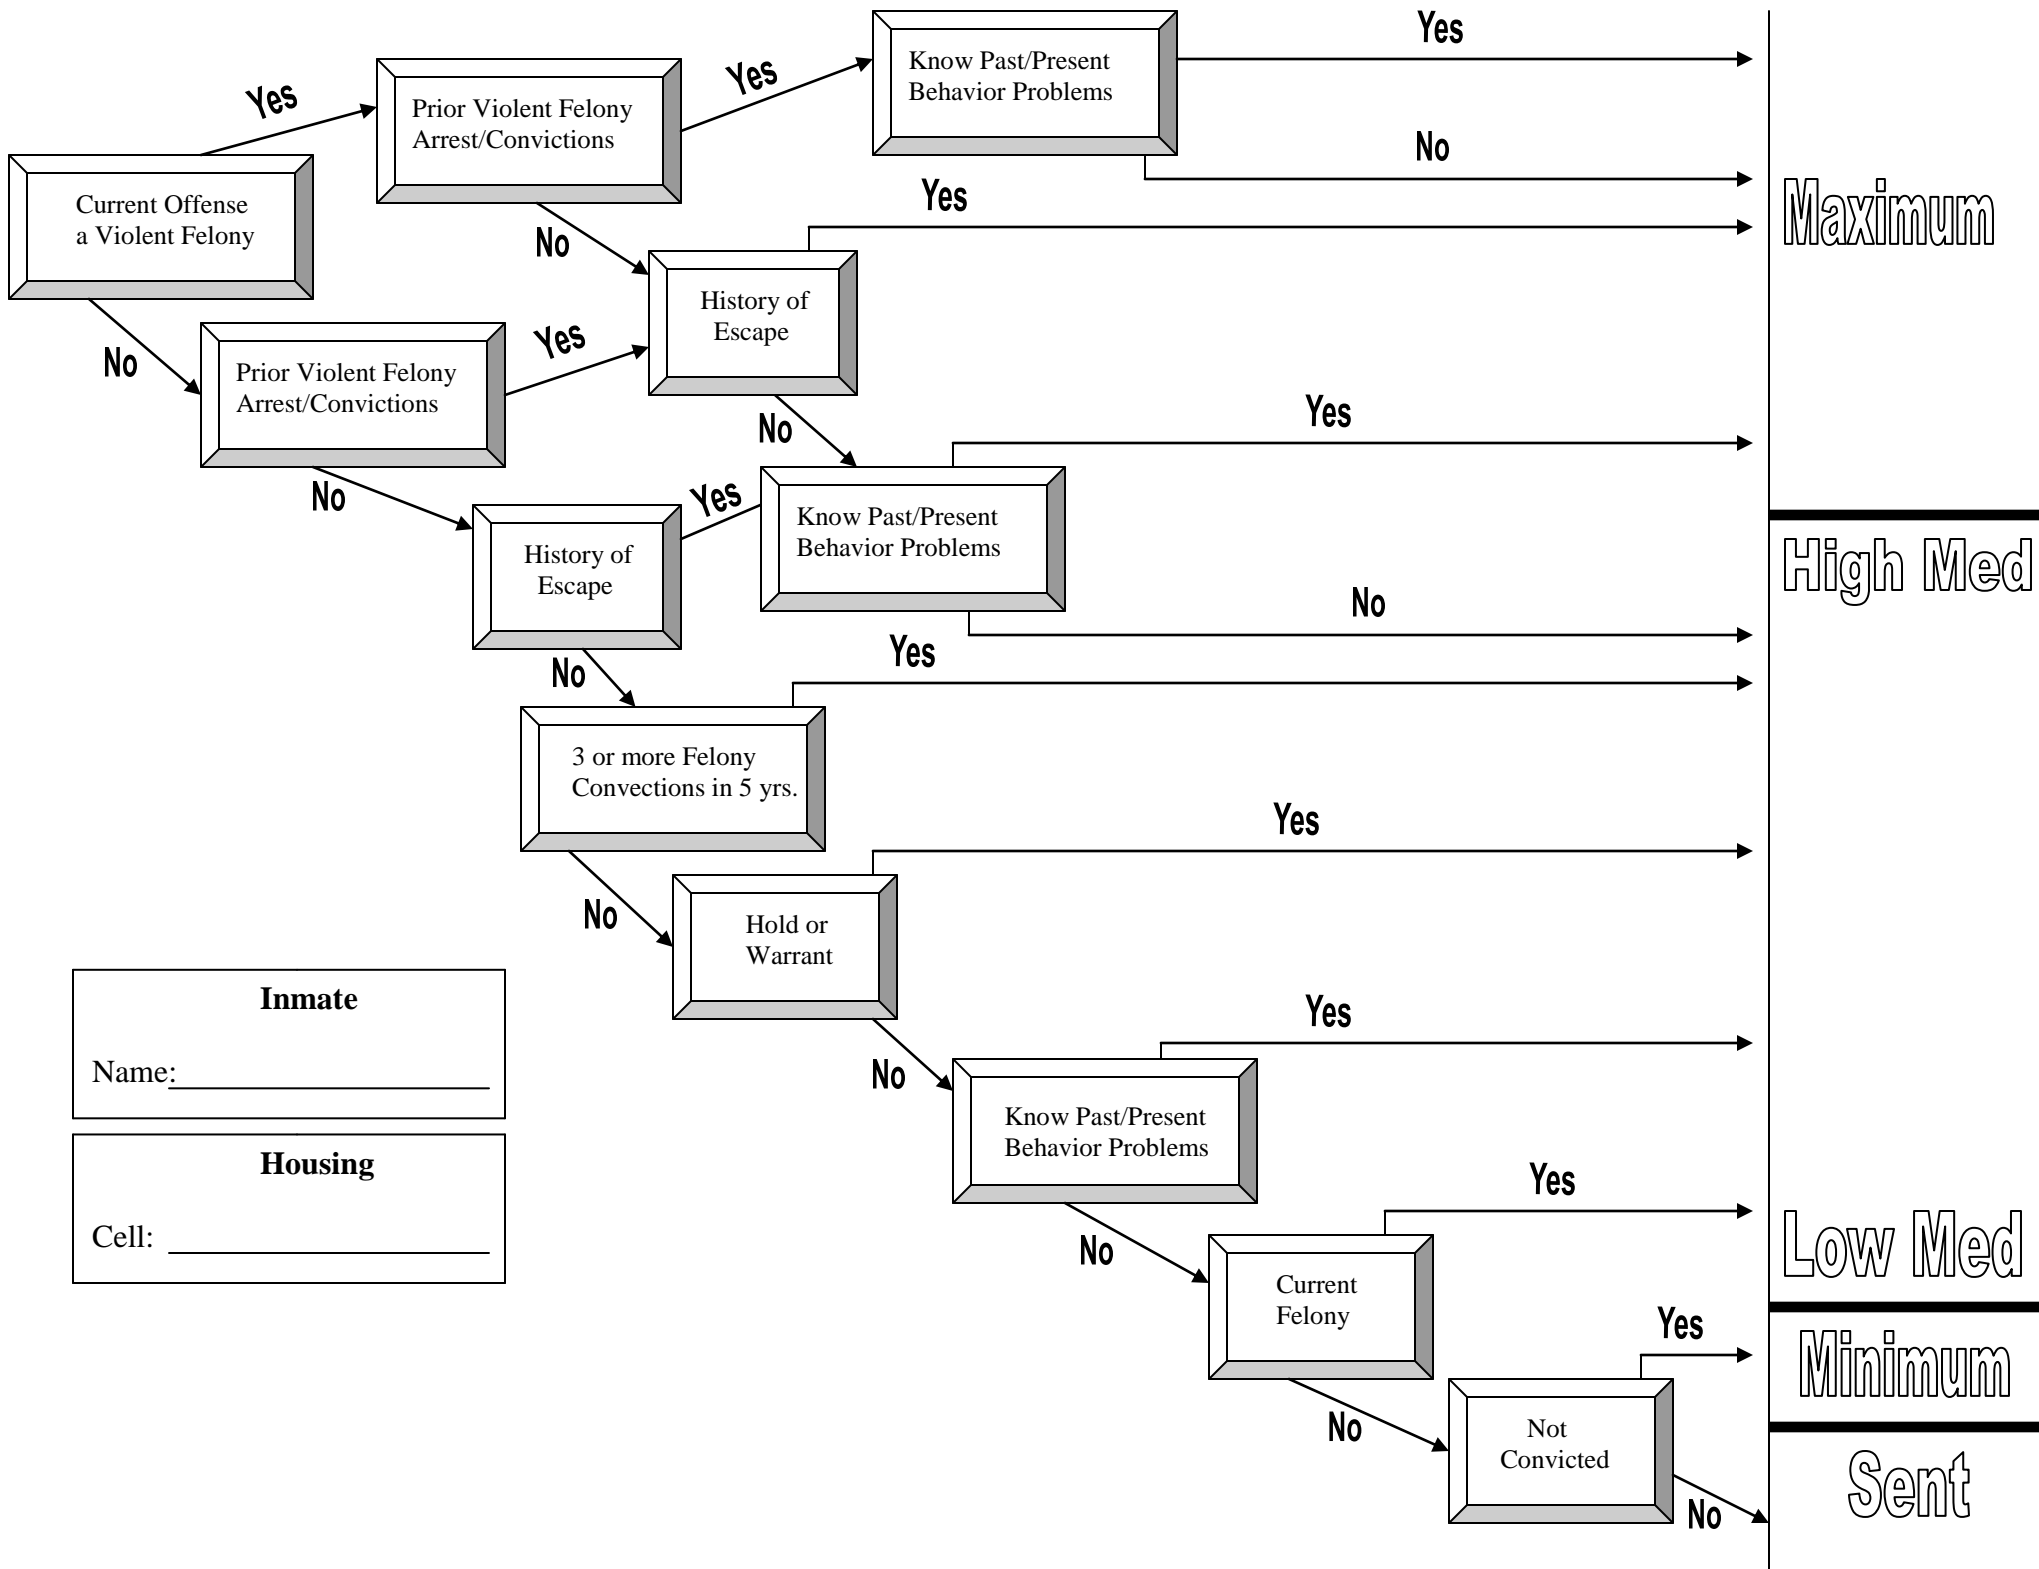 Yes
Know Past/Present
Behavior Problems
Yes
Yes
Prior Violent Felony
Arrest/Convictions
No
Yes
Maximum
Current Offense
a Violent Felony
No
History of
Escape
Yes
No
Prior Violent Felony
Arrest/Convictions
Yes
No
No
Yes
Know Past/Present
Behavior Problems
High Med
History of
Escape
No
Yes
No
3 or more Felony
Convections in 5 yrs.
Yes
No
Hold or
Warrant
Inmate
Name:
Yes
No
Know Past/Present
Behavior Problems
Housing
Cell:
Yes
No
Low Med
Current
Felony
Yes
Minimum
No
Not
Convicted
Sent
No